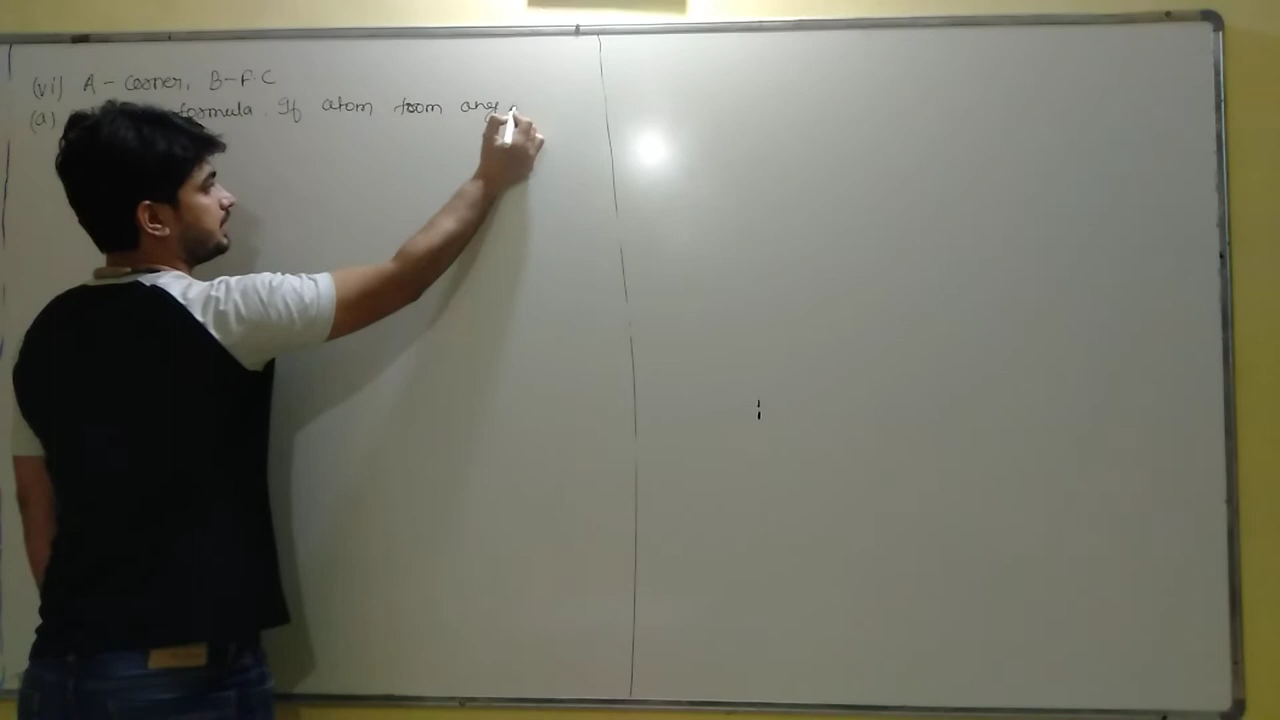 (vi) A - corner, B-F.C
(a) formula. If atom from any